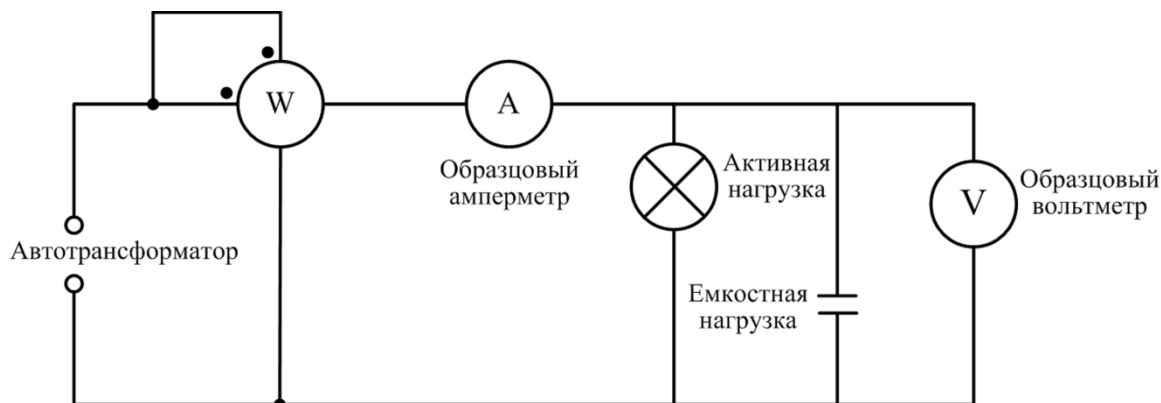 W
A
Образцовый
амперметр
Активная
нагрузка
V
Образцовый
вольтметр
Автотрансформатор
Емкостная
нагрузка